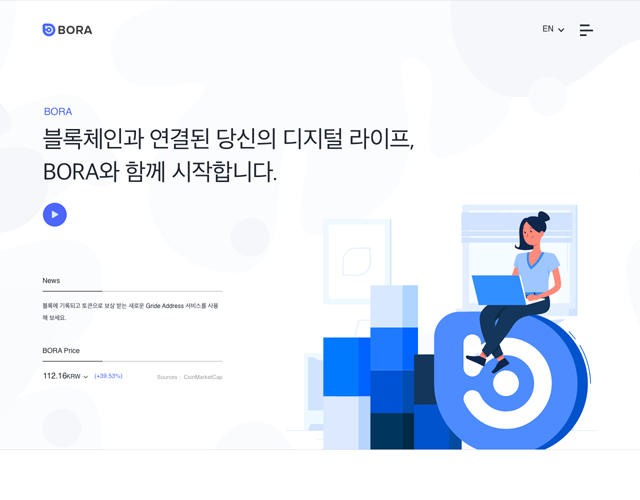 BORA
EN
BORA
블록체인과 연결된 당신의 디지털 라이프,
BORA와 함께 시작합니다.
News
블록에 기록되고 토큰으로 보상 받는 새로운 Gride Address 서비스를 사용
해 보세요.
BORA Price
112.16KRW (+39.53%) Sources : CoinMarketCap